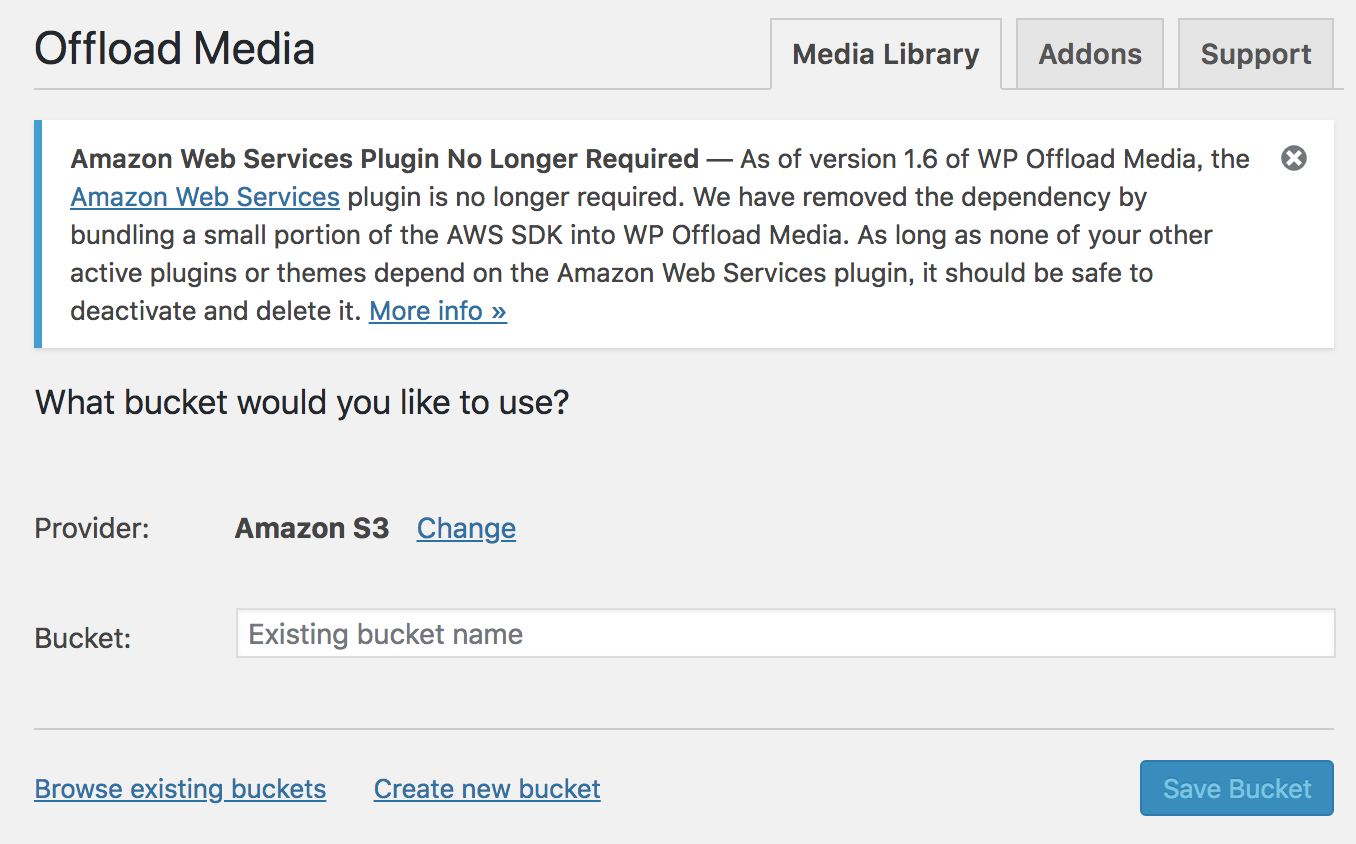 Offload Media
Media Library
Addons
Support
Amazon Web Services Plugin No Longer Required — As of version 1.6 of WP Offload Media, the
Amazon Web Services plugin is no longer required. We have removed the dependency by
bundling a small portion of the AWS SDK into WP Offload Media. As long as none of your other
active plugins or themes depend on the Amazon Web Services plugin, it should be safe to
deactivate and delete it. More info »
What bucket would you like to use?
Provider: Amazon S3 Change
Bucket: Existing bucket name
Browse existing buckets Create new bucket Save Bucket